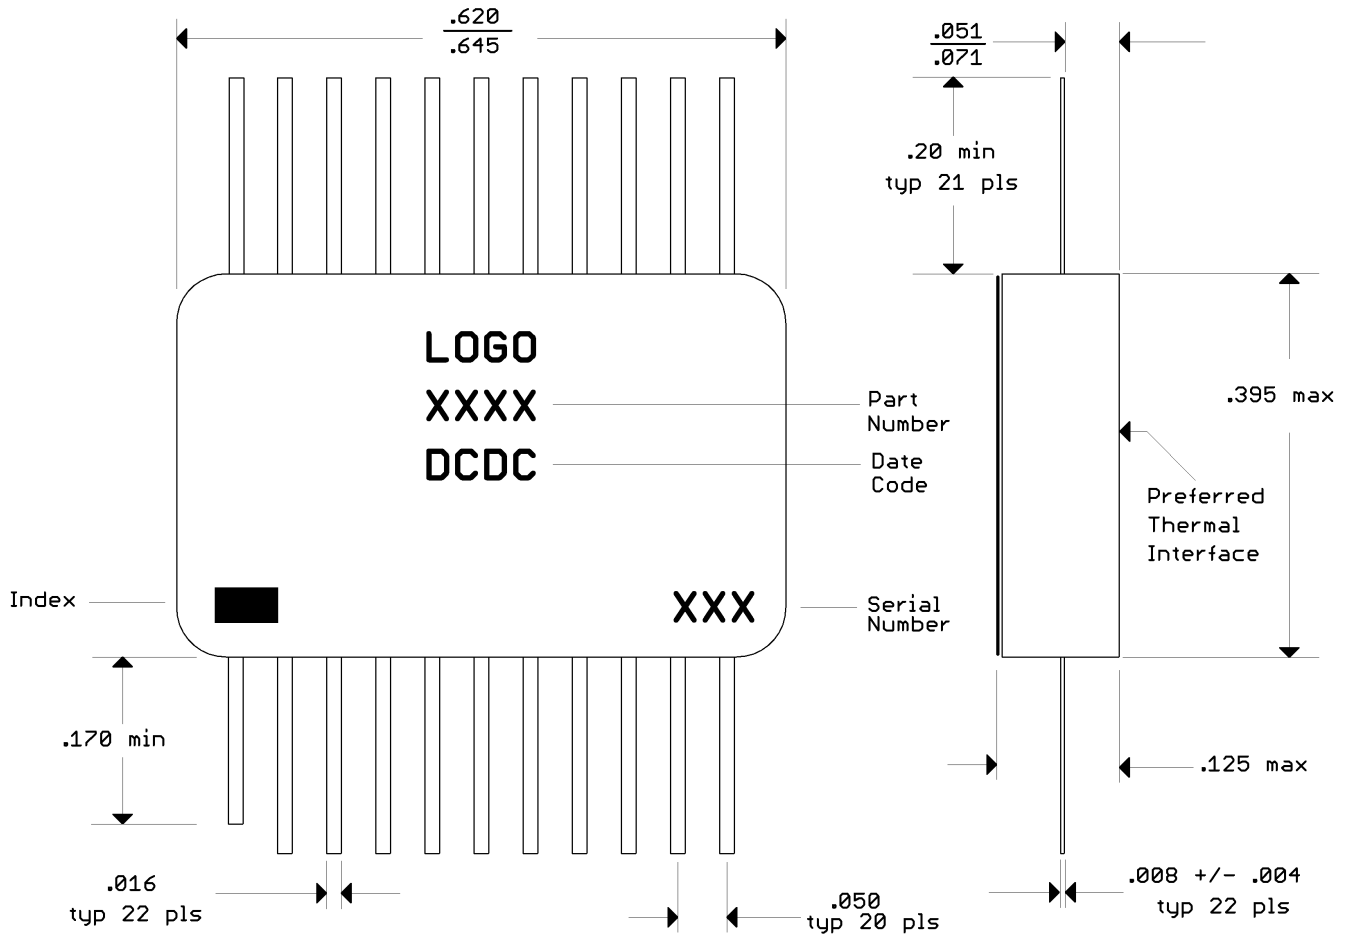 .620
.645
.051
.071
.20 min
typ 21 pls
LOGO
XXXX
DCDC
Part
Number
Date
Code
.395 max
Preferred
Thermal
Interface
Index
XXX
Serial
Number
.170 min
.125 max
.016
typ 22 pls
.050
typ 20 pls
.008 +/- .004
typ 22 pls